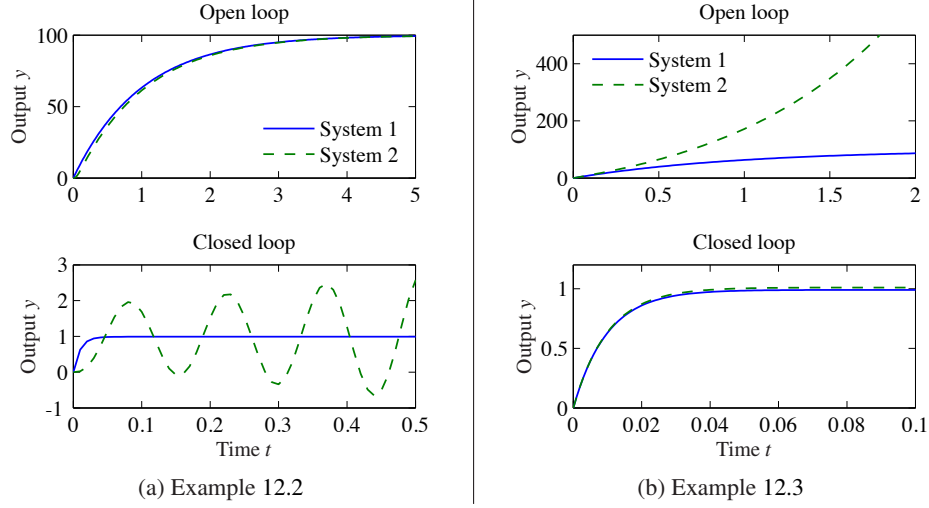 Open loop
Output y
100
50
0
System 1
System 2
0 1 2 3 4 5
Closed loop
Output y
3
2
1
0
-1
0 0.1 0.2 0.3 0.4 0.5
Time t
(a) Example 12.2
Open loop
Output y
400
200
0
System 1
System 2
0 0.5 1 1.5 2
Closed loop
Output y
1
0.5
0
0 0.02 0.04 0.06 0.08 0.1
Time t
(b) Example 12.3